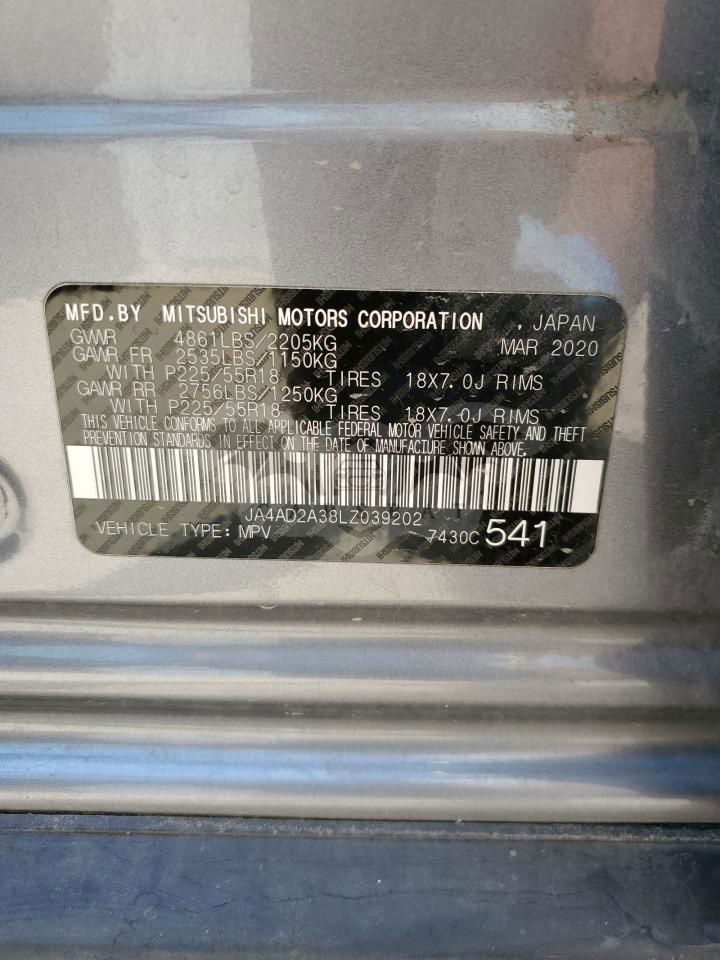 MFD.BY MITSUBISHI MOTORS CORPORATION , JAPAN
GVWR 4861LBS/2205KG MAR 2020
GAWR FR 2535LBS/1150KG
WITH P225/55R18 TIRES 18X7.0J RIMS
GAWR RR 2756LBS/1250KG
WITH P225/55R18 TIRES 18X7.0J RIMS
THIS VEHICLE CONFORMS TO ALL APPLICABLE FEDERAL MOTOR VEHICLE SAFETY AND THEFT
PREVENTION STANDARDS IN EFFECT ON THE DATE OF MANUFACTURE SHOWN ABOVE.
JA4AD2A38LZ039202
VEHICLE TYPE: MPV 7430C 541